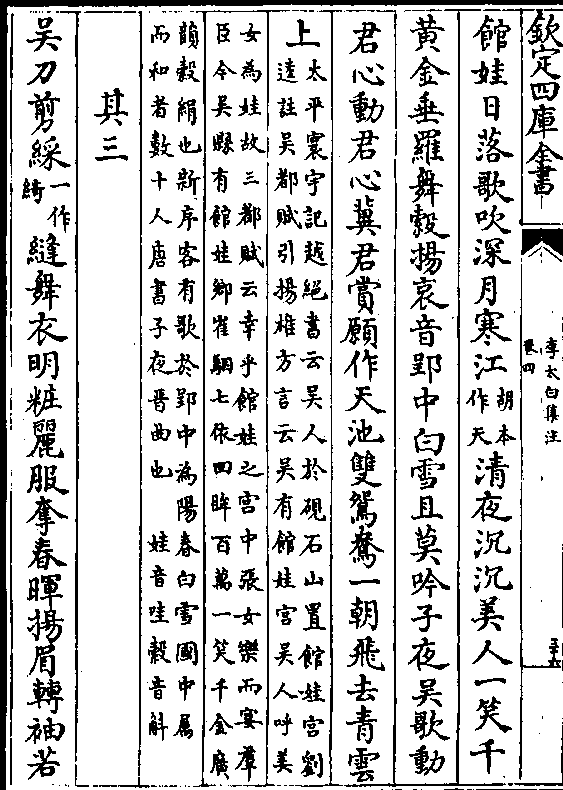 欽定四庫全書
李太白集注
卷四
館娃日落歌吹深月寒江胡本作天清夜沉沉美人一笑千
黄金垂羅舞縠揚哀音郢中白雪且莫吟子夜吳歌動
君心動君心冀君賞願作天池雙鴛鴦一朝飛去青雲
上
太平寰宇記越絕書云吳人於硯石山置館娃宮劉
逵註吳都賦引揚雄方言云吳有館娃宮吳人呼美
女為娃故三都賦云幸乎館娃之宮中張女樂而宴羣
臣今吳縣有館娃鄉崔駰七依回眸百萬一笑千金廣
韻縠絹也新序客有歌於郢中為陽春白雪國中屬
而和者數十人唐書子夜晉曲也 娃音哇縠音斛
其三
吳刀剪綵一作綺縫舞衣明粧麗服奪春暉揚眉轉袖若